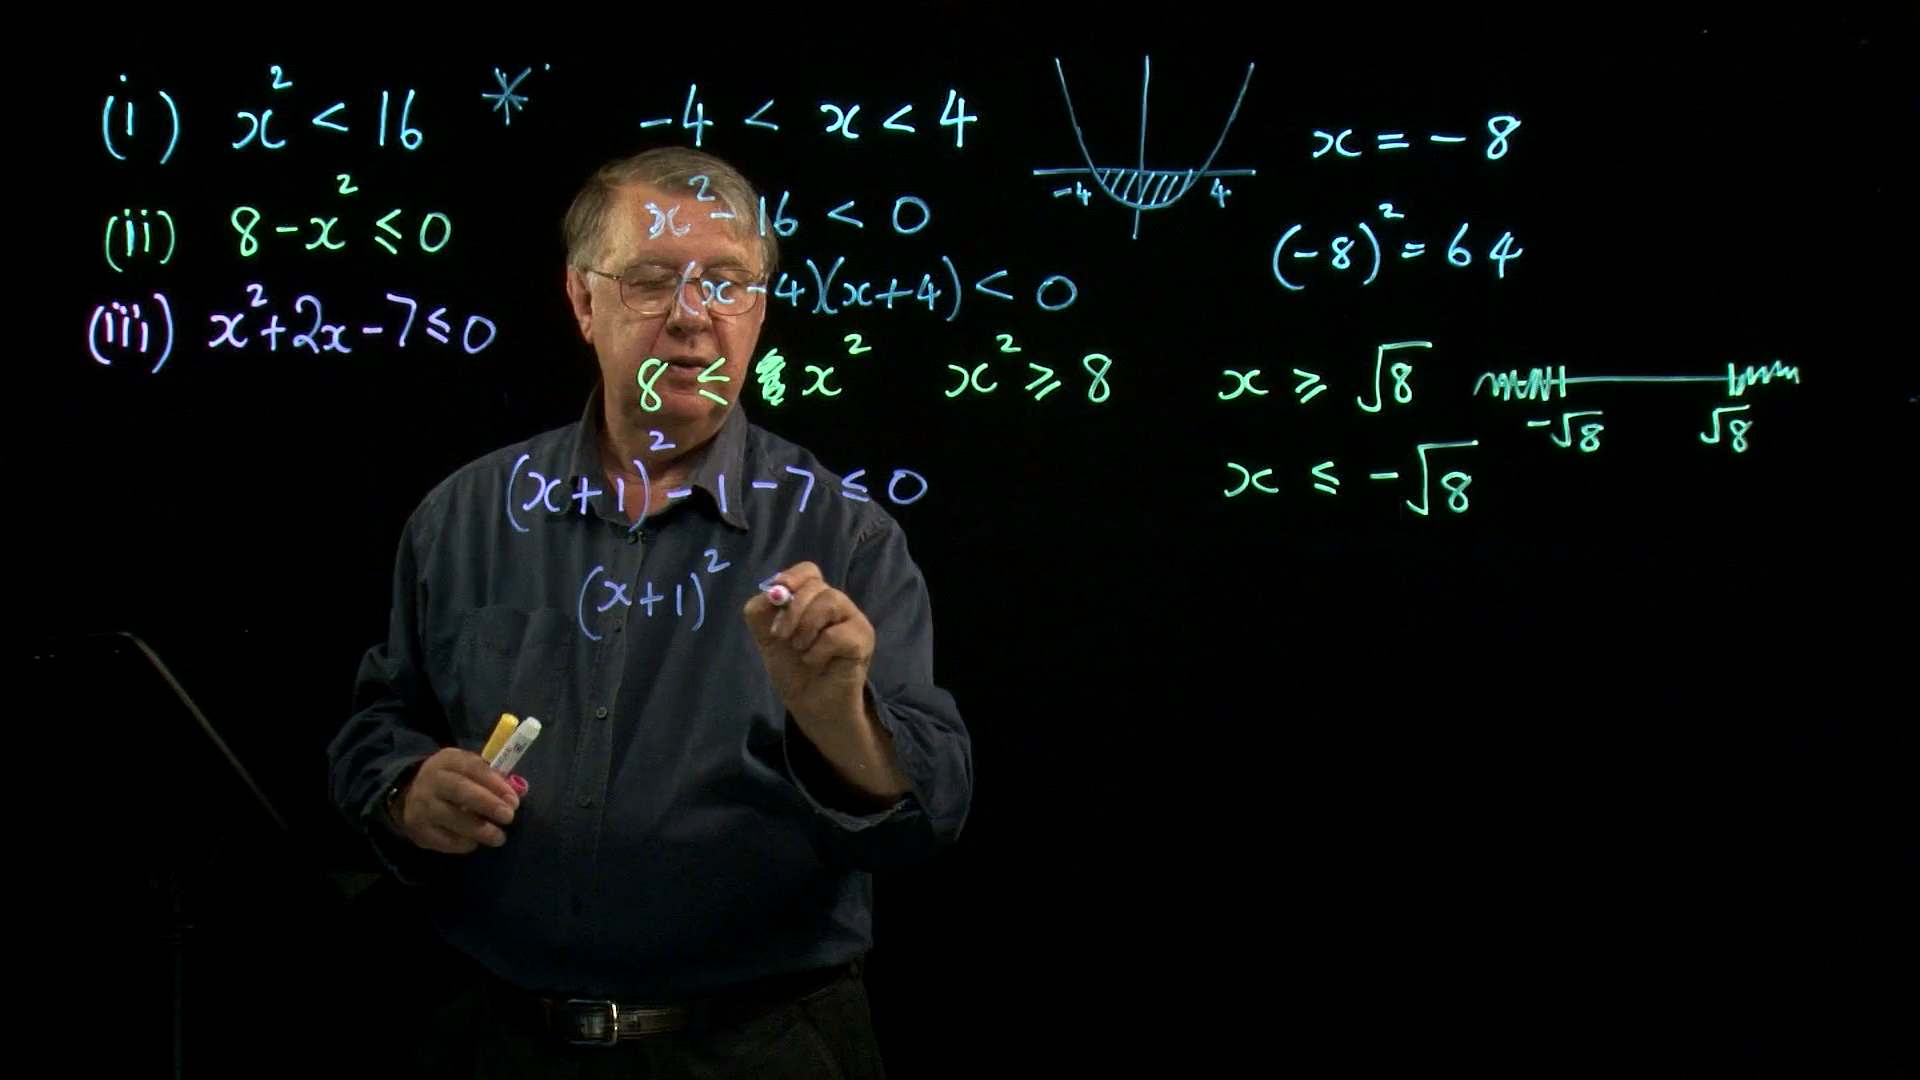 (i) x² < 16 *
-4 < x < 4
-4 4
x = -8
(ii) 8 - x² ≤ 0
x² - 16 < 0
(-8)² = 64
(iii) x² + 2x - 7 ≤ 0
(x-4)(x+4) < 0
8 ≤ x² x² ≥ 8
x ≥ √8
-√8 √8
x ≤ -√8
(x+1)² - 1 - 7 ≤ 0
(x+1)²